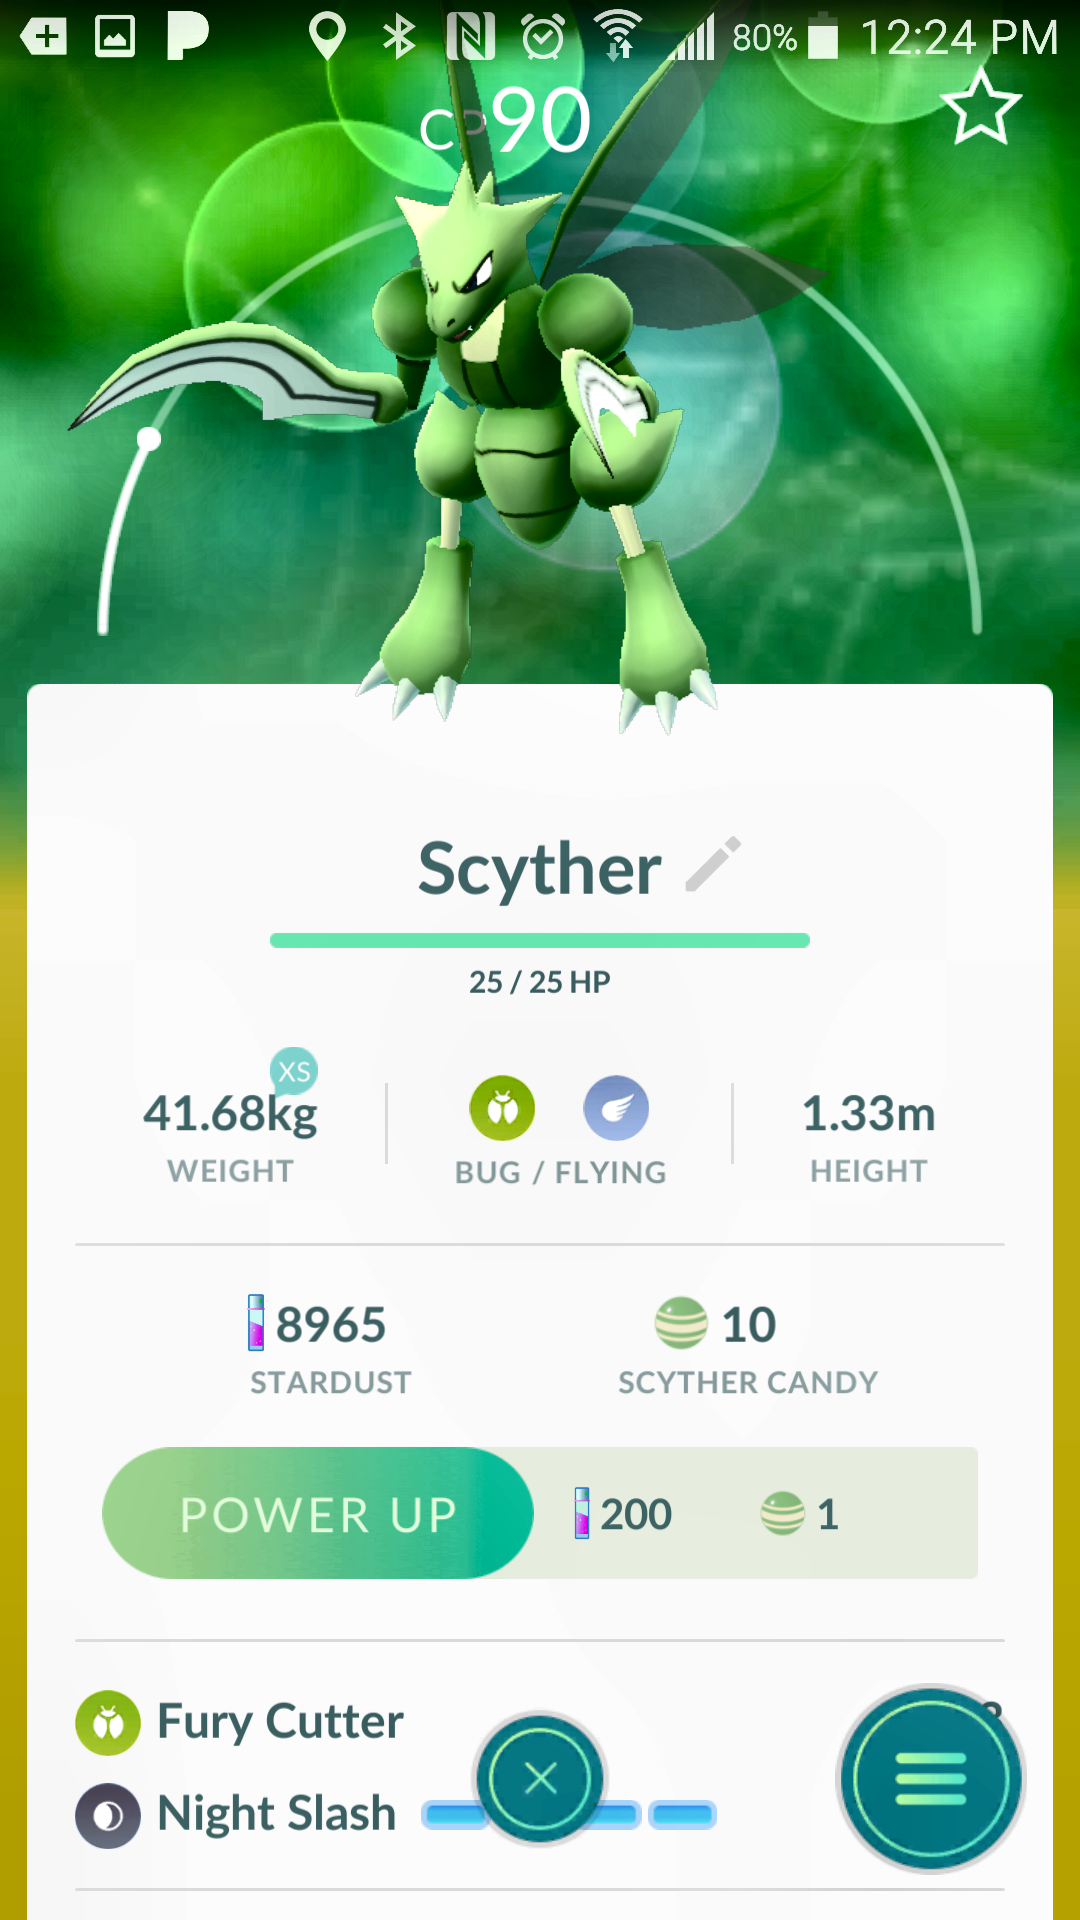 80% 12:24 PM
CP90
Scyther
25 / 25 HP
XS
41.68kg
1.33m
WEIGHT
BUG / FLYING
HEIGHT
8965
10
STARDUST
SCYTHER CANDY
POWER UP
200
1
Fury Cutter
Night Slash